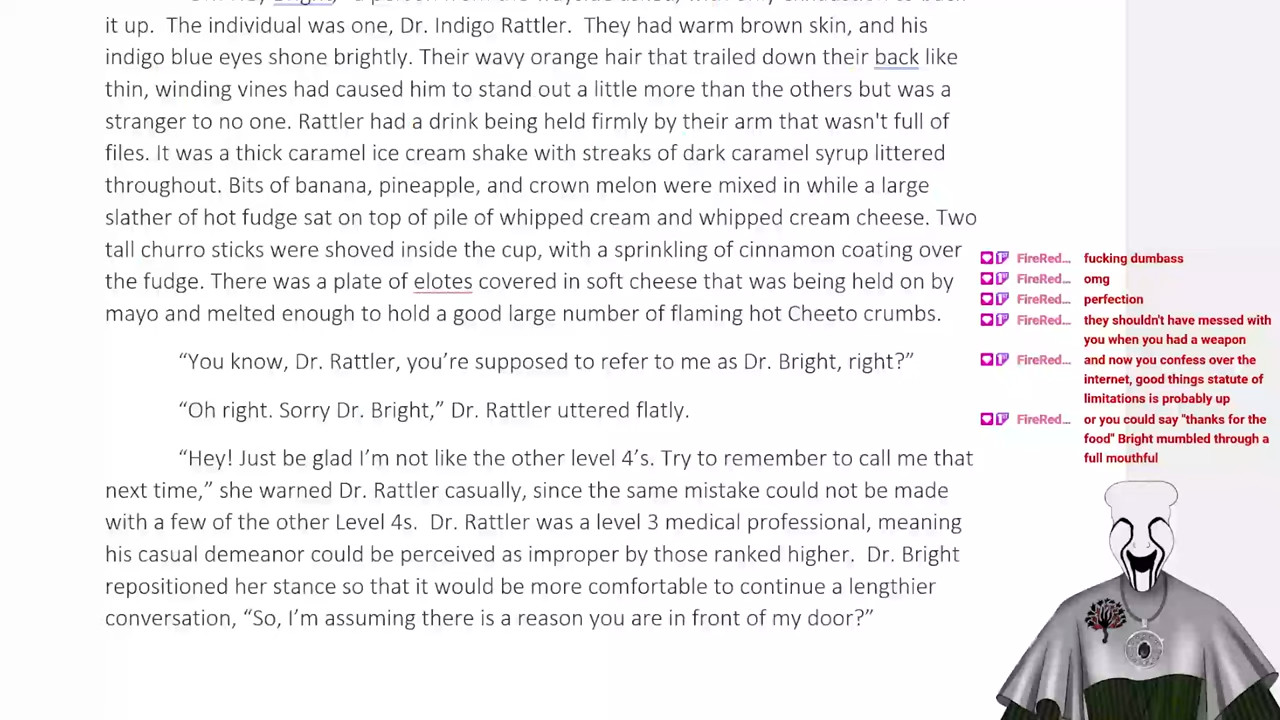 it up.  The individual was one, Dr. Indigo Rattler.  They had warm brown skin, and his
indigo blue eyes shone brightly. Their wavy orange hair that trailed down their back like
thin, winding vines had caused him to stand out a little more than the others but was a
stranger to no one. Rattler had a drink being held firmly by their arm that wasn't full of
files. It was a thick caramel ice cream shake with streaks of dark caramel syrup littered
throughout. Bits of banana, pineapple, and crown melon were mixed in while a large
slather of hot fudge sat on top of pile of whipped cream and whipped cream cheese. Two
tall churro sticks were shoved inside the cup, with a sprinkling of cinnamon coating over
the fudge. There was a plate of elotes covered in soft cheese that was being held on by
mayo and melted enough to hold a good large number of flaming hot Cheeto crumbs.
“You know, Dr. Rattler, you’re supposed to refer to me as Dr. Bright, right?”
“Oh right. Sorry Dr. Bright,” Dr. Rattler uttered flatly.
“Hey! Just be glad I’m not like the other level 4’s. Try to remember to call me that
next time,” she warned Dr. Rattler casually, since the same mistake could not be made
with a few of the other Level 4s.  Dr. Rattler was a level 3 medical professional, meaning
his casual demeanor could be perceived as improper by those ranked higher.  Dr. Bright
repositioned her stance so that it would be more comfortable to continue a lengthier
conversation, “So, I’m assuming there is a reason you are in front of my door?”
FireRed... fucking dumbass
FireRed... omg
FireRed... perfection
FireRed... they shouldn't have messed with
you when you had a weapon
FireRed... and now you confess over the
internet, good things statute of
limitations is probably up
FireRed... or you could say "thanks for the
food" Bright mumbled through a
full mouthful